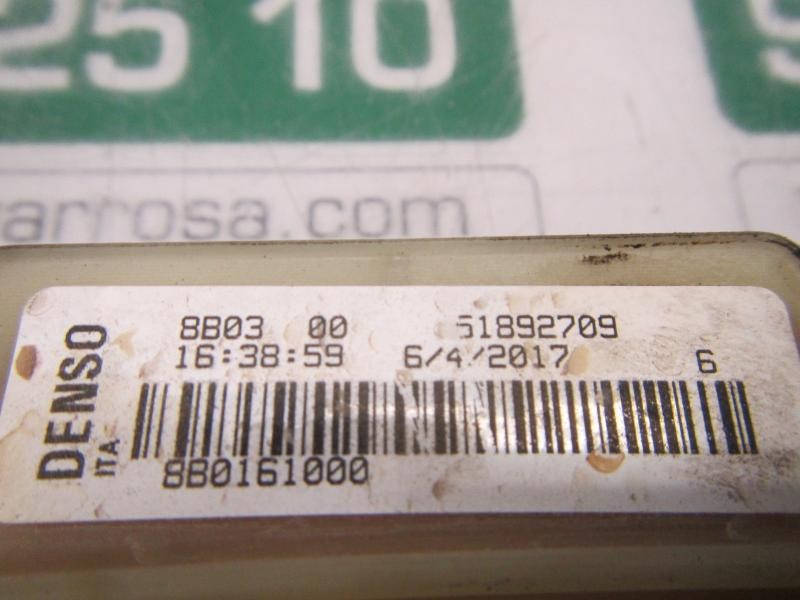 25 10
arrosa.com
DENSO
ITA
8B03 00 51892709
16:38:59 6/4/2017 6
8B0161000